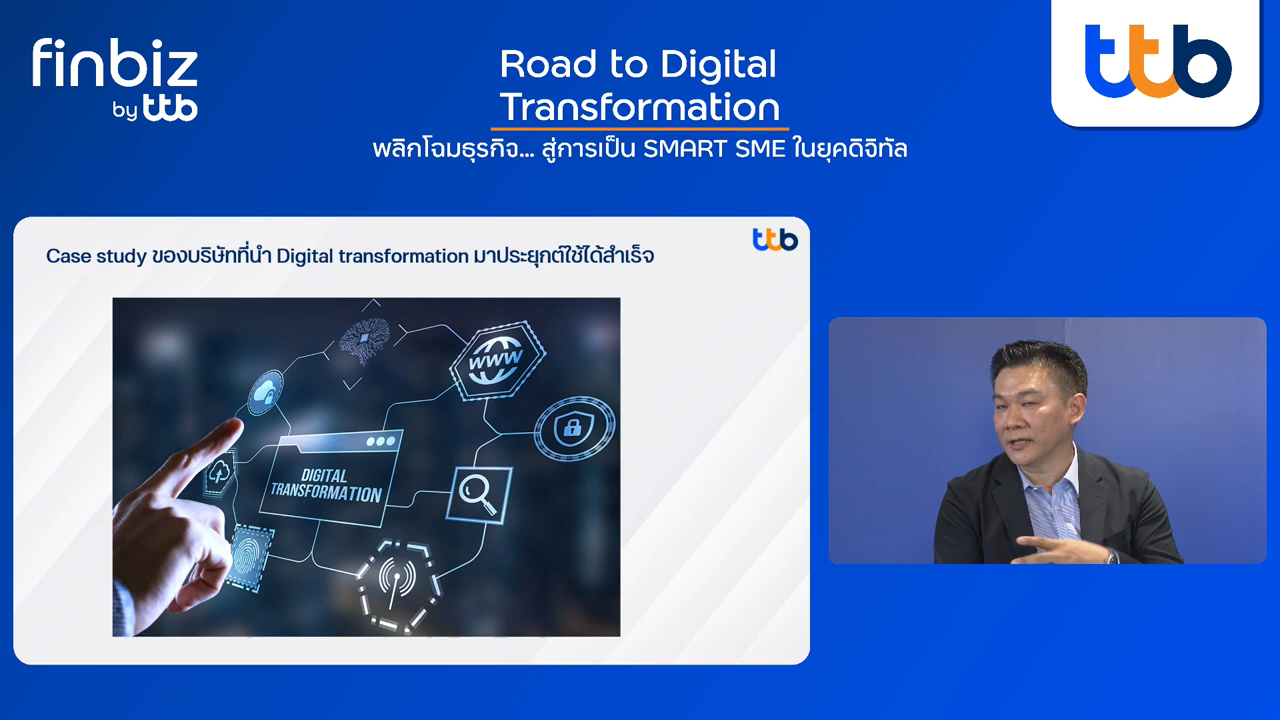 finbiz
by ttb
Road to Digital
Transformation
พลิกโฉมธุรกิจ... สู่การเป็น SMART SME ในยุคดิจิทัล
ttb
Case study ของบริษัทที่นำ Digital transformation มาประยุกต์ใช้ได้สำเร็จ
ttb
WWW
DIGITAL
TRANSFORMATION